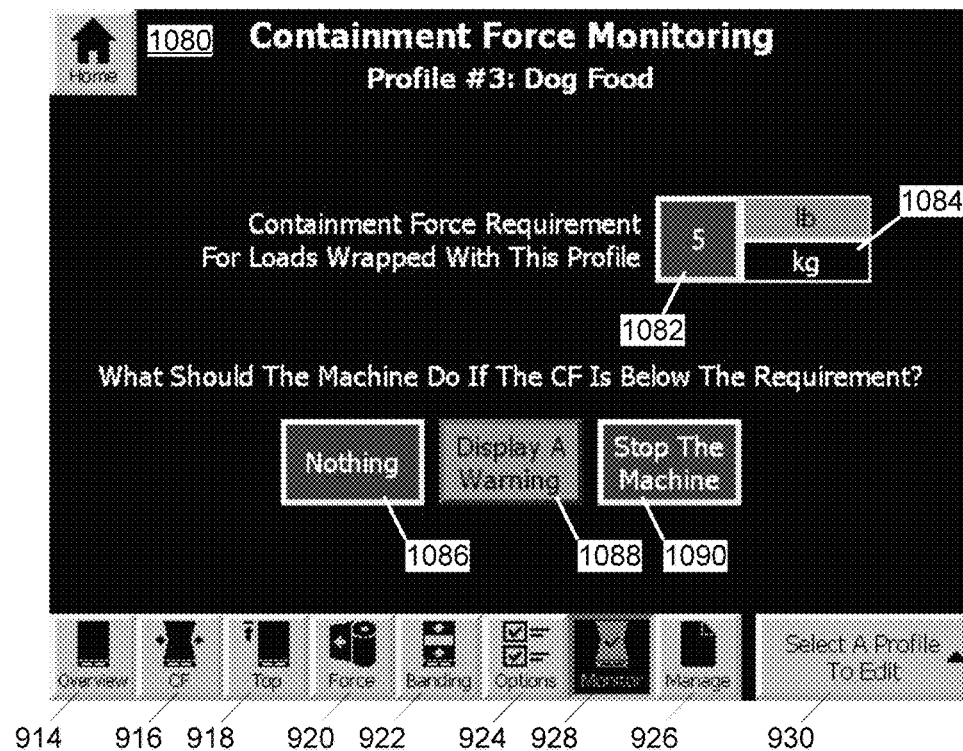 Home
1080
Containment Force Monitoring
Profile #3: Dog Food
Containment Force Requirement
For Loads Wrapped With This Profile
5
lb
kg
1084
1082
What Should The Machine Do If The CF Is Below The Requirement?
Nothing
Display A
Warning
Stop The
Machine
1086
1088
1090
Overview
CF
Top
Force
Banding
Options
Manage
Select A Profile
To Edit
914 916 918 920 922 924 928 926 930